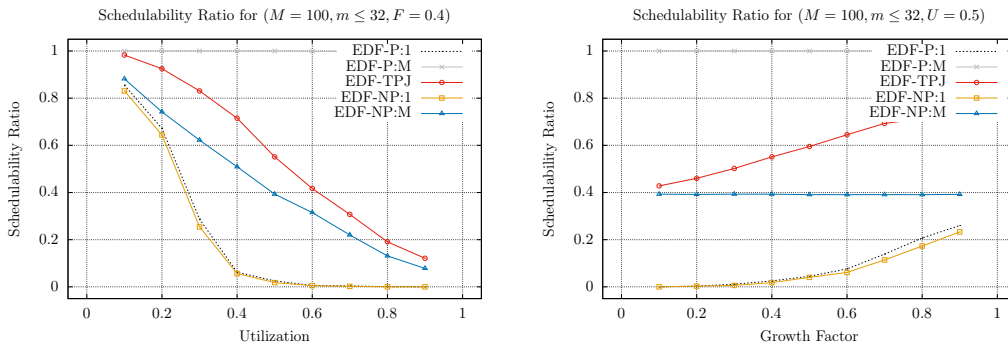 Schedulability Ratio for (M = 100, m ≤ 32, F = 0.4)
1
0.8
0.6
0.4
0.2
0
Schedulability Ratio
EDF-P:1
EDF-P:M
EDF-TPJ
EDF-NP:1
EDF-NP:M
0 0.2 0.4 0.6 0.8 1
Utilization
Schedulability Ratio for (M = 100, m ≤ 32, U = 0.5)
1
0.8
0.6
0.4
0.2
0
Schedulability Ratio
EDF-P:1
EDF-P:M
EDF-TPJ
EDF-NP:1
EDF-NP:M
0 0.2 0.4 0.6 0.8 1
Growth Factor